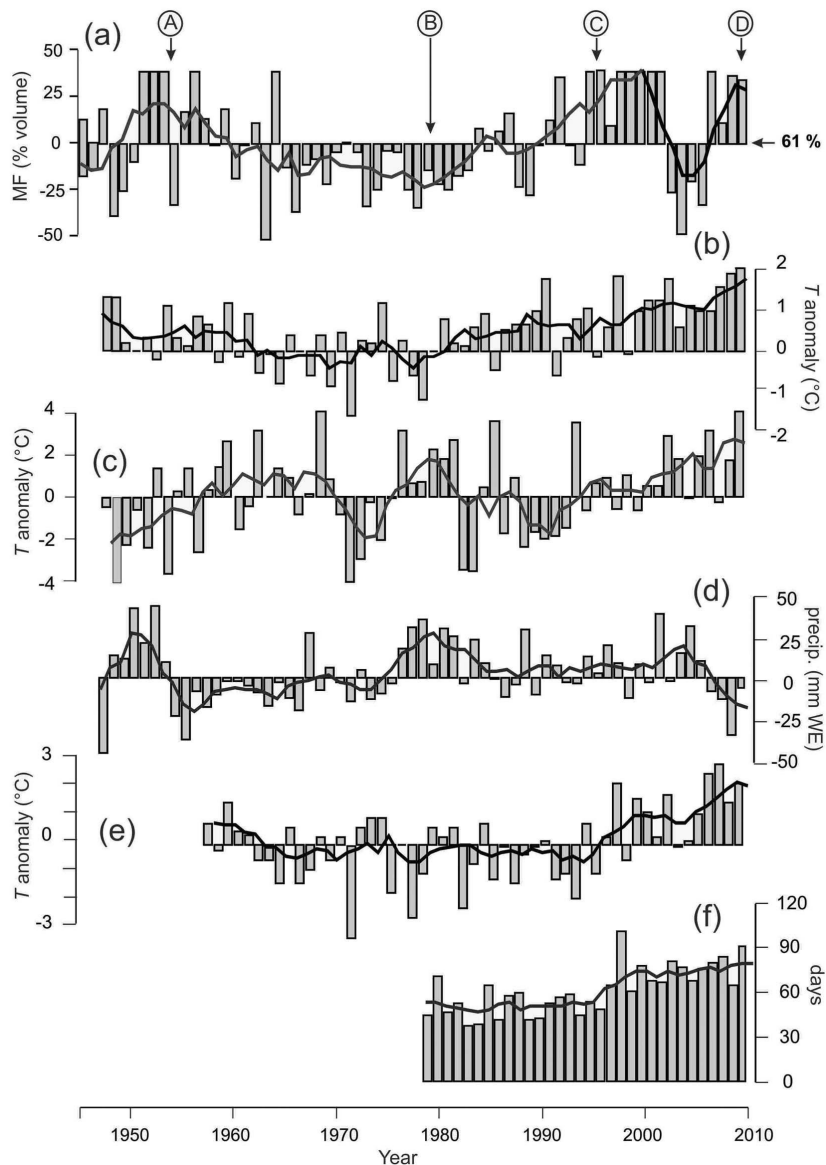 A B C D
(a)
50
25
0
-25
-50
MF (% volume)
61 %
(b)
2
1
0
-1
-2
T anomaly (°C)
(c)
4
2
0
-2
-4
T anomaly (°C)
(d)
50
25
0
-25
-50
precip. (mm WE)
(e)
3
0
-3
T anomaly (°C)
(f)
120
90
60
30
0
days
1950 1960 1970 1980 1990 2000 2010
Year